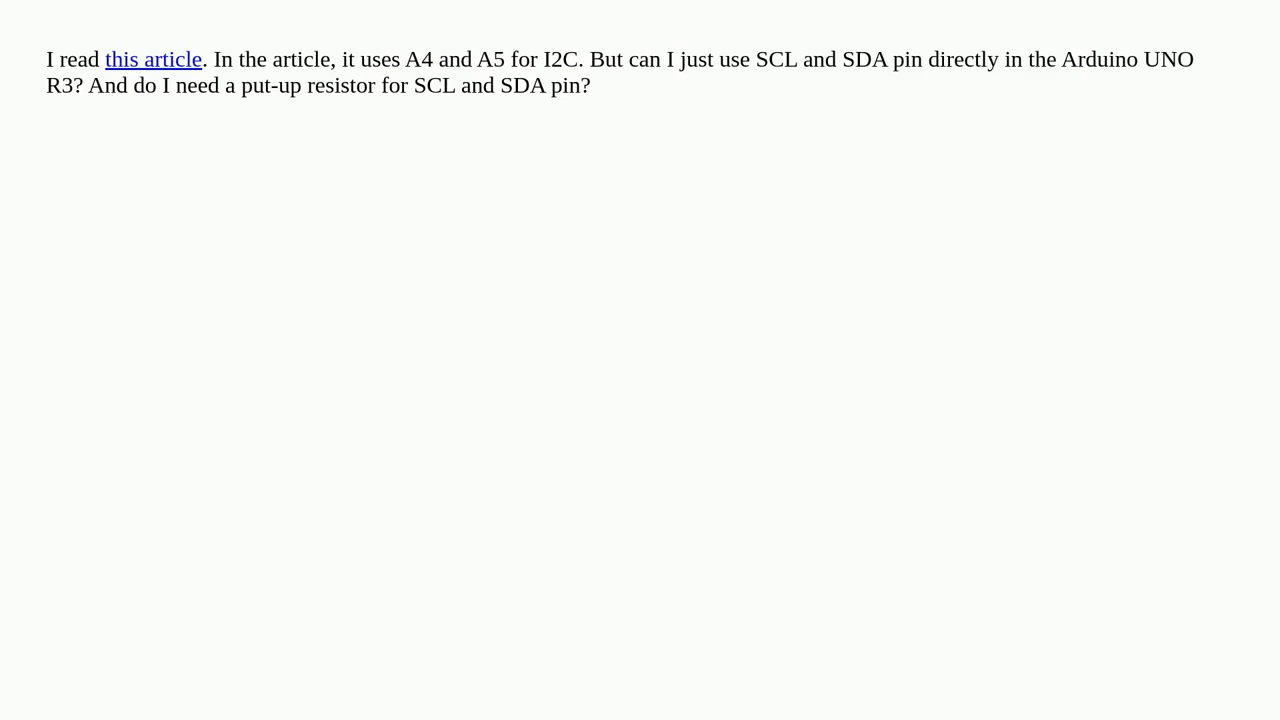 I read this article. In the article, it uses A4 and A5 for I2C. But can I just use SCL and SDA pin directly in the Arduino UNO
R3? And do I need a put-up resistor for SCL and SDA pin?